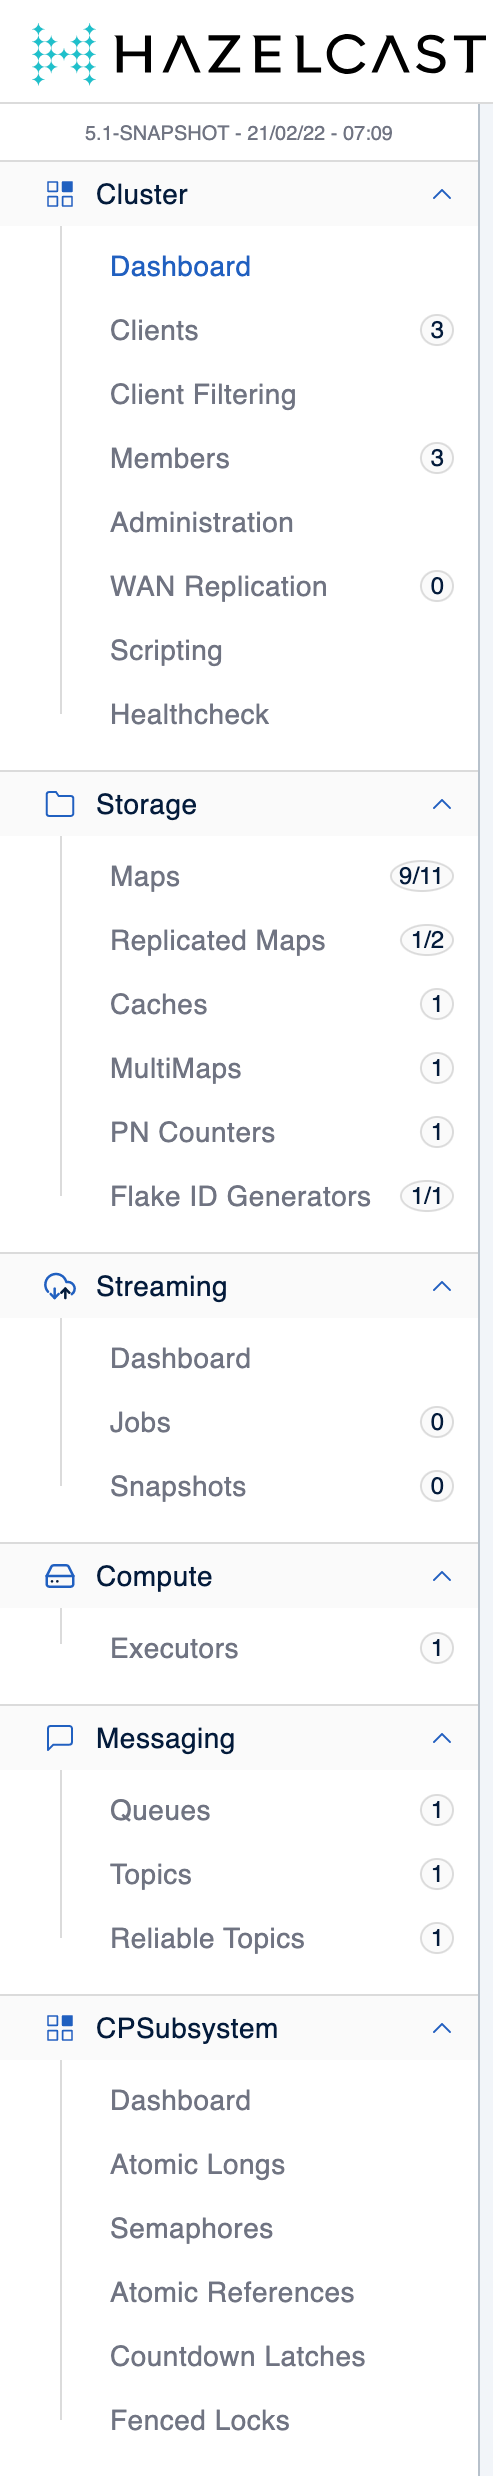 HAZELCAST
5.1-SNAPSHOT - 21/02/22 - 07:09
Cluster
Dashboard
Clients 3
Client Filtering
Members 3
Administration
WAN Replication 0
Scripting
Healthcheck
Storage
Maps 9/11
Replicated Maps 1/2
Caches 1
MultiMaps 1
PN Counters 1
Flake ID Generators 1/1
Streaming
Dashboard
Jobs 0
Snapshots 0
Compute
Executors 1
Messaging
Queues 1
Topics 1
Reliable Topics 1
CPSubsystem
Dashboard
Atomic Longs
Semaphores
Atomic References
Countdown Latches
Fenced Locks